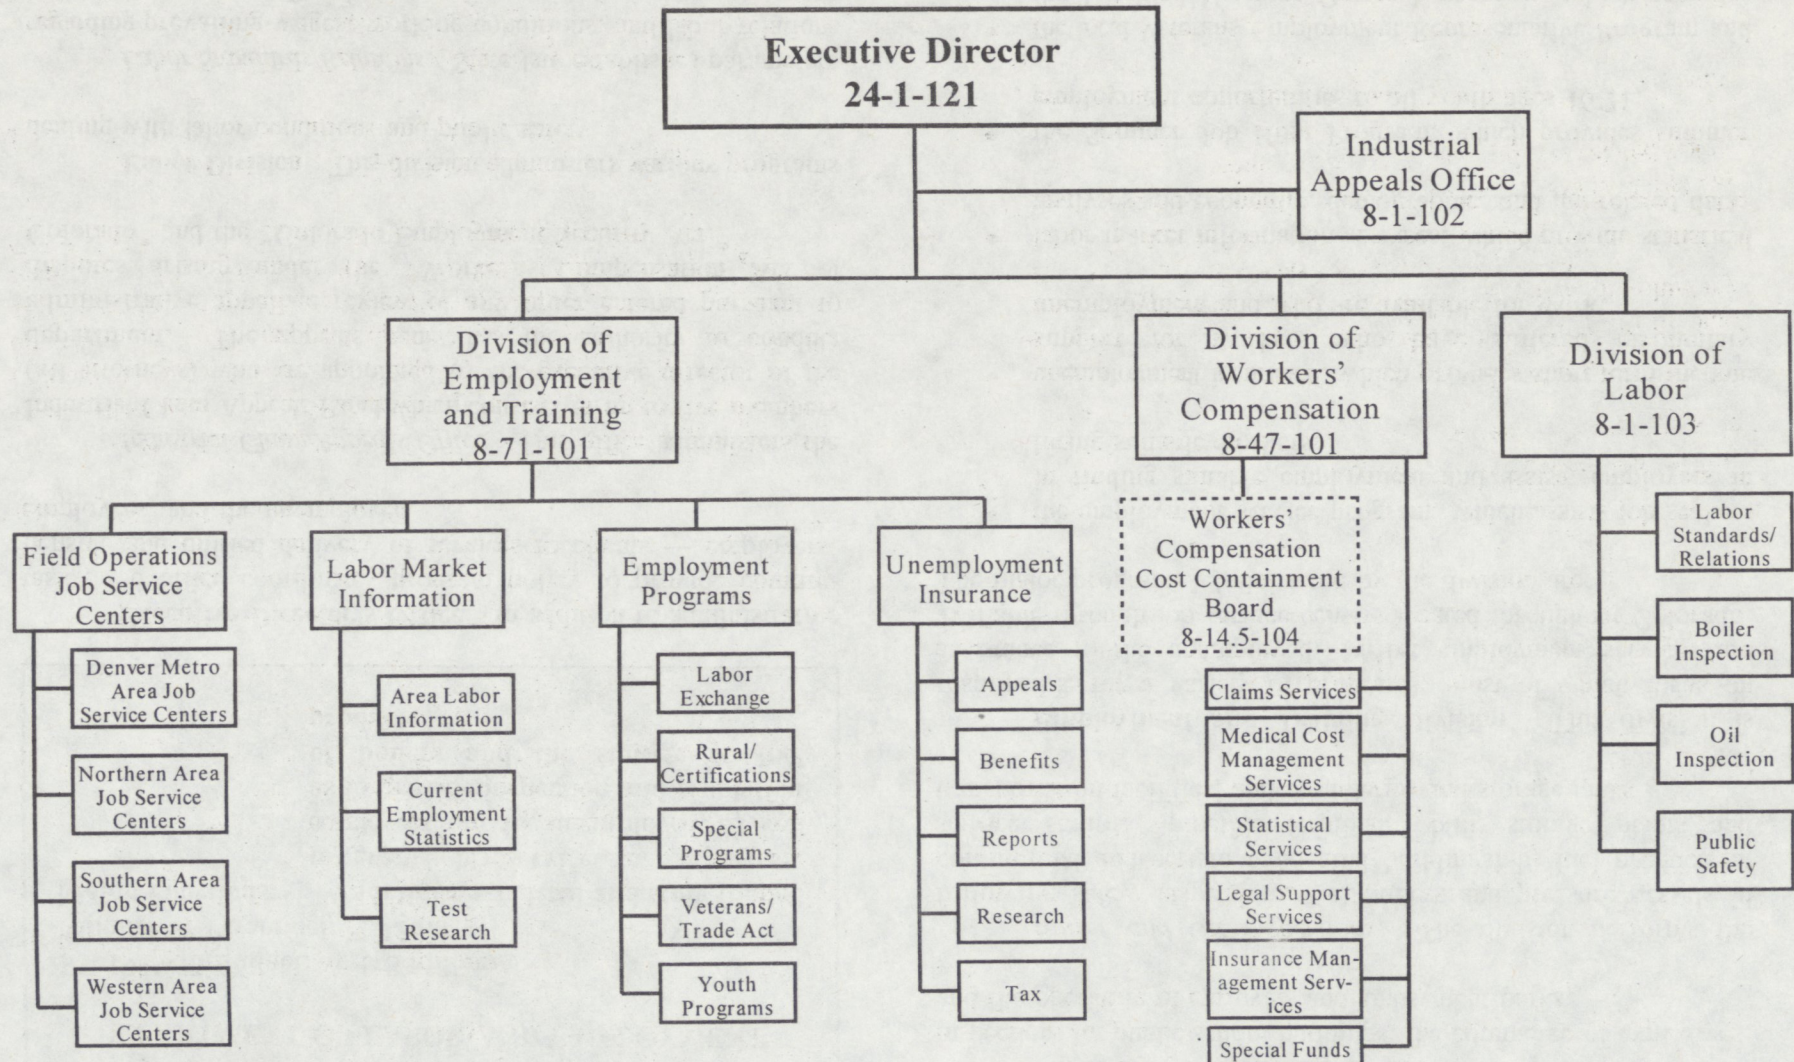 Executive Director
24-1-121
Industrial
Appeals Office
8-1-102
Division of
Employment
and Training
8-71-101
Division of
Workers’
Compensation
8-47-101
Division of
Labor
8-1-103
Field Operations
Job Service
Centers
Denver Metro
Area Job
Service Centers
Northern Area
Job Service
Centers
Southern Area
Job Service
Centers
Western Area
Job Service
Centers
Labor Market
Information
Area Labor
Information
Current
Employment
Statistics
Test
Research
Employment
Programs
Labor
Exchange
Rural/
Certifications
Special
Programs
Veterans/
Trade Act
Youth
Programs
Unemployment
Insurance
Appeals
Benefits
Reports
Research
Tax
Workers’
Compensation
Cost Containment
Board
8-14.5-104
Claims Services
Medical Cost
Management
Services
Statistical
Services
Legal Support
Services
Insurance Man-
agement Serv-
ices
Special Funds
Labor
Standards/
Relations
Boiler
Inspection
Oil
Inspection
Public
Safety